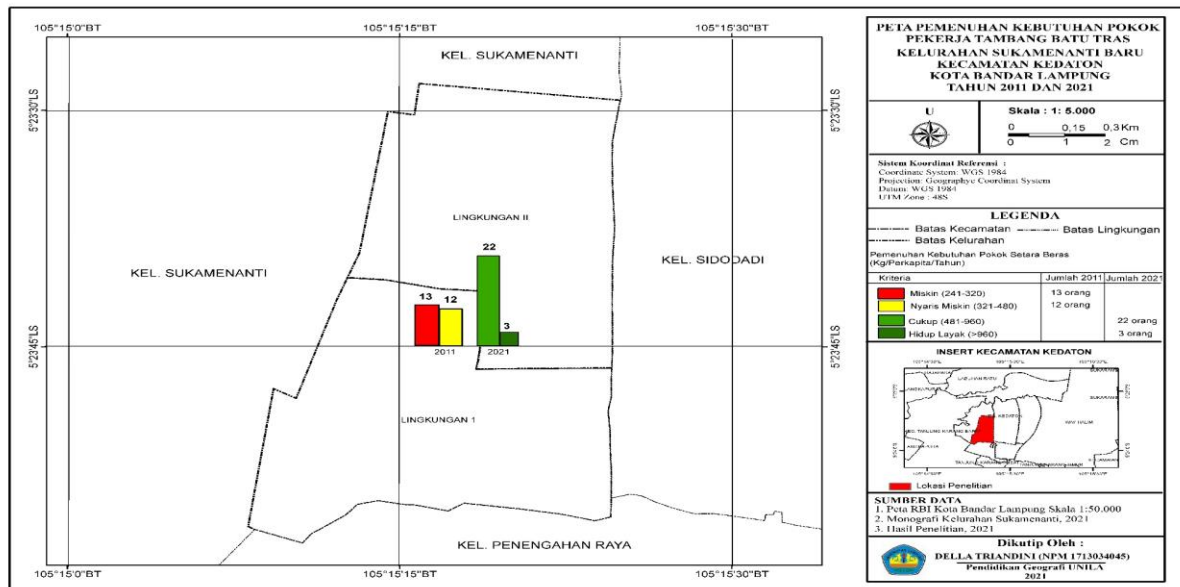 105°15'0"BT 105°15'15"BT 105°15'30"BT
KEL. SUKAMENANTI
5°23'30"LS 5°23'30"LS
LINGKUNGAN II
KEL. SUKAMENANTI
KEL. SIDODADI
22
13 12
3
2011 2021
5°23'45"LS 5°23'45"LS
LINGKUNGAN 1
KEL. PENENGAHAN RAYA
105°15'0"BT 105°15'15"BT 105°15'30"BT
PETA PEMENUHAN KEBUTUHAN POKOK
PEKERJA TAMBANG BATU TRAS
KELURAHAN SUKAMENANTI BARU
KECAMATAN KEDATON
KOTA BANDAR LAMPUNG
TAHUN 2011 DAN 2021
U
Skala : 1: 5.000
0 0,15 0,3 Km
0 1 2 Cm
Sistem Koordinat Referensi :
Coordinate System: WGS 1984
Projection: Geographyc Coordinat System
Datum: WGS 1984
UTM Zone : 48S
LEGENDA
Batas Kecamatan Batas Lingkungan
Batas Kelurahan
Pemenuhan Kebutuhan Pokok Setara Beras
(Kg/Perkapita/Tahun)
Kriteria Jumlah 2011 Jumlah 2021
Miskin (241-320) 13 orang
Nyaris Miskin (321-480) 12 orang
Cukup (481-960) 22 orang
Hidup Layak (>960) 3 orang
INSERT KECAMATAN KEDATON
Lokasi Penelitian
SUMBER DATA
1. Peta RBI Kota Bandar Lampung Skala 1:50.000
2. Monografi Kelurahan Sukamenanti, 2021
3. Hasil Penelitian, 2021
Dikutip Oleh :
DELLA TRIANDINI (NPM 1713034045)
Pendidikan Geografi UNILA
2021